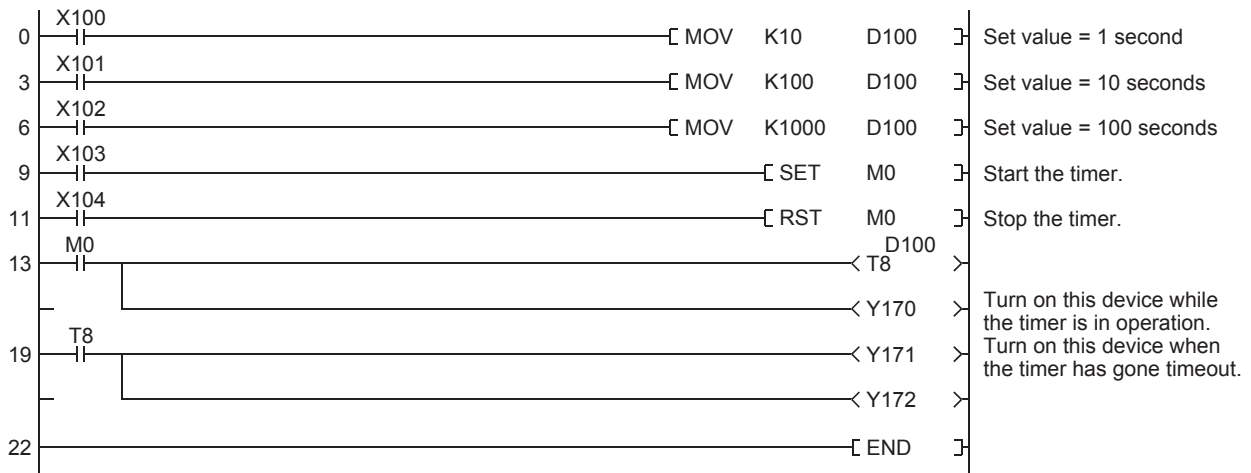 X100
0 [ MOV K10 D100 ] Set value = 1 second
X101
3 [ MOV K100 D100 ] Set value = 10 seconds
X102
6 [ MOV K1000 D100 ] Set value = 100 seconds
X103
9 [ SET M0 ] Start the timer.
X104
11 [ RST M0 ] Stop the timer.
M0 D100
13 < T8 >
< Y170 > Turn on this device while
the timer is in operation.
T8
19 < Y171 > Turn on this device when
the timer has gone timeout.
< Y172 >
22 [ END ]